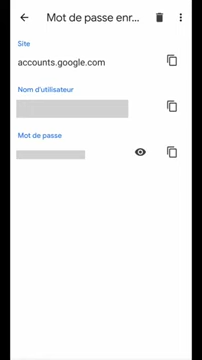 Mot de passe enr...
Site
accounts.google.com
Nom d'utilisateur
Mot de passe